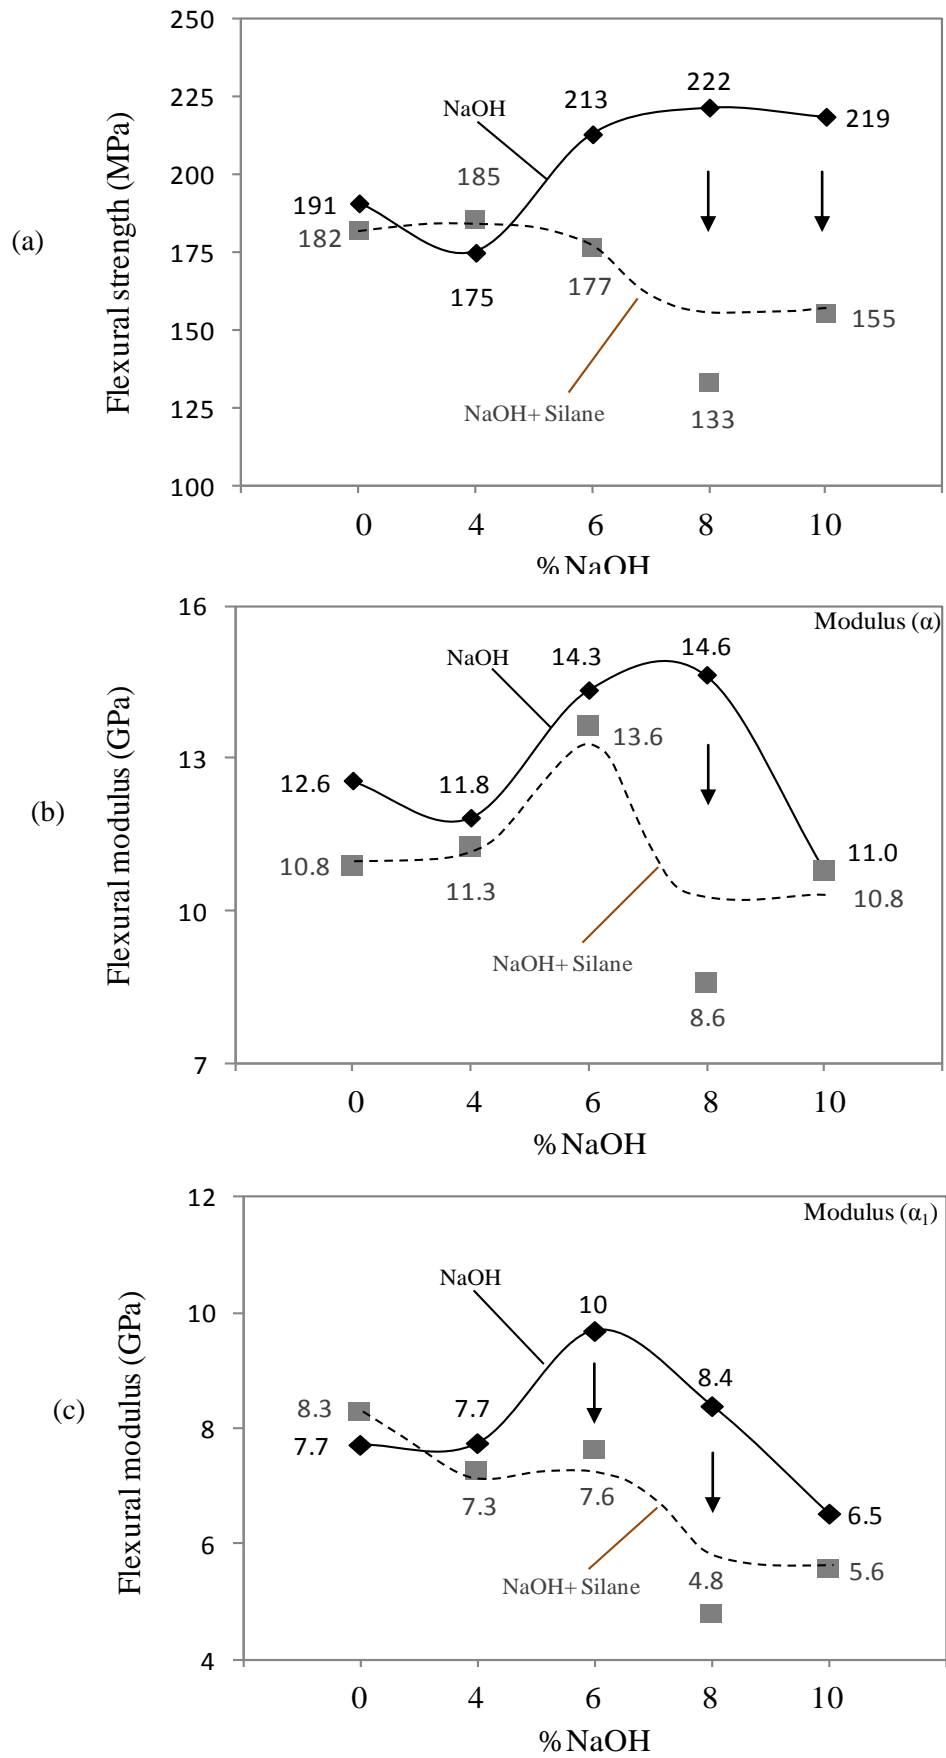 250
225
200
175
150
125
100
Flexural strength (MPa)
(a)
NaOH
191
175
213
222
219
182
185
177
133
155
NaOH+ Silane
0 4 6 8 10
% NaOH
16
13
10
7
Flexural modulus (GPa)
(b)
Modulus (α)
NaOH
12.6
11.8
14.3
14.6
11.0
10.8
11.3
13.6
8.6
10.8
NaOH+ Silane
0 4 6 8 10
% NaOH
12
10
8
6
4
Flexural modulus (GPa)
(c)
Modulus (α₁)
NaOH
7.7
7.7
10
8.4
6.5
8.3
7.3
7.6
4.8
5.6
NaOH+ Silane
0 4 6 8 10
% NaOH